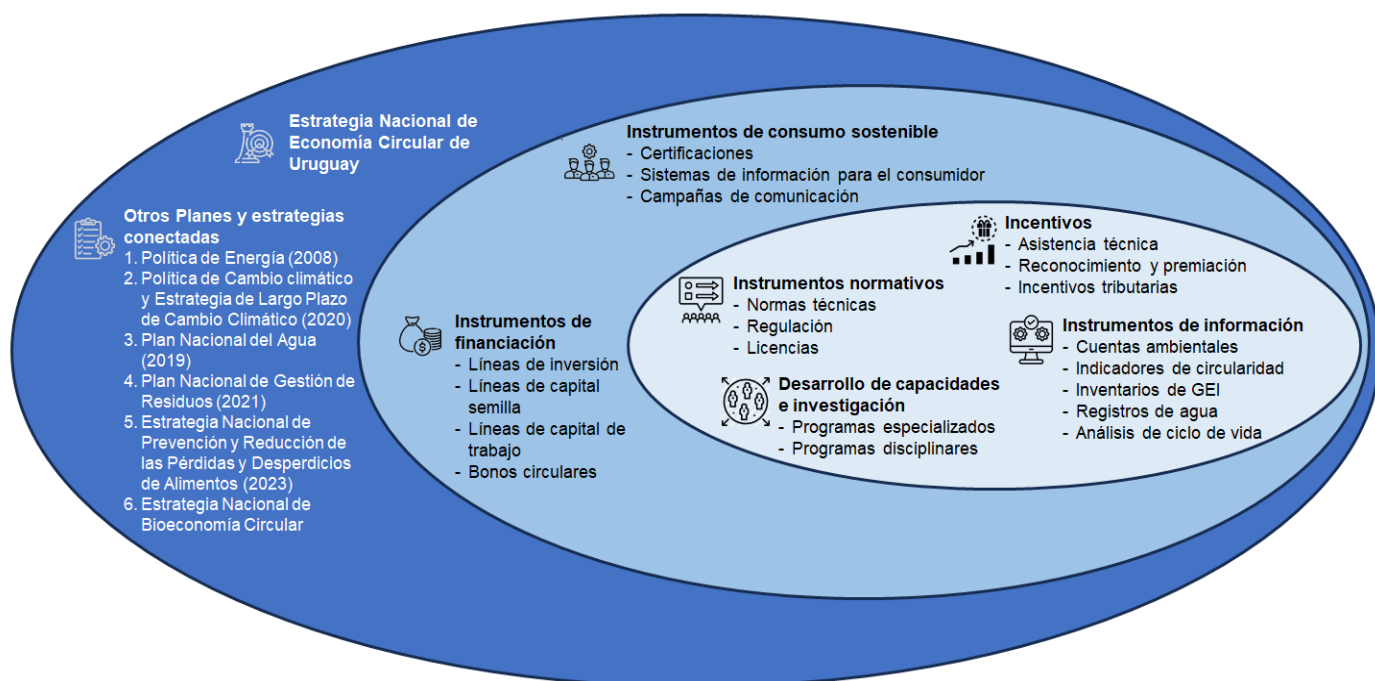 Estrategia Nacional de
Economía Circular de
Uruguay
Otros Planes y estrategias
conectadas
1. Política de Energía (2008)
2. Política de Cambio climático
y Estrategia de Largo Plazo
de Cambio Climático (2020)
3. Plan Nacional del Agua
(2019)
4. Plan Nacional de Gestión de
Residuos (2021)
5. Estrategia Nacional de
Prevención y Reducción de
las Pérdidas y Desperdicios
de Alimentos (2023)
6. Estrategia Nacional de
Bioeconomía Circular
Instrumentos de consumo sostenible
- Certificaciones
- Sistemas de información para el consumidor
- Campañas de comunicación
Instrumentos de
financiación
- Líneas de inversión
- Líneas de capital
semilla
- Líneas de capital de
trabajo
- Bonos circulares
Incentivos
- Asistencia técnica
- Reconocimiento y premiación
- Incentivos tributarias
Instrumentos normativos
- Normas técnicas
- Regulación
- Licencias
Instrumentos de información
- Cuentas ambientales
- Indicadores de circularidad
- Inventarios de GEI
- Registros de agua
- Análisis de ciclo de vida
Desarrollo de capacidades
e investigación
- Programas especializados
- Programas disciplinares